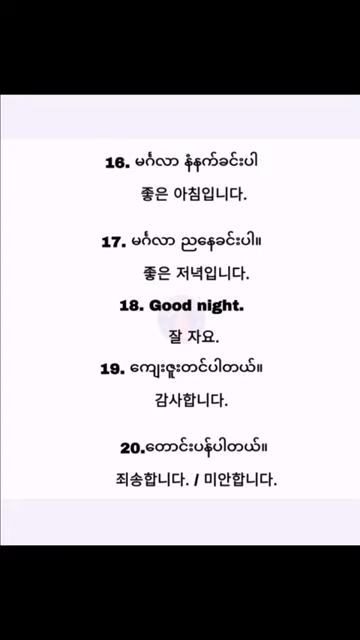 16. မင်္ဂလာ နံနက်ခင်းပါ
좋은 아침입니다.
17. မင်္ဂလာ ညနေခင်းပါ။
좋은 저녁입니다.
18. Good night.
잘 자요.
19. ကျေးဇူးတင်ပါတယ်။
감사합니다.
20.တောင်းပန်ပါတယ်။
죄송합니다. / 미안합니다.